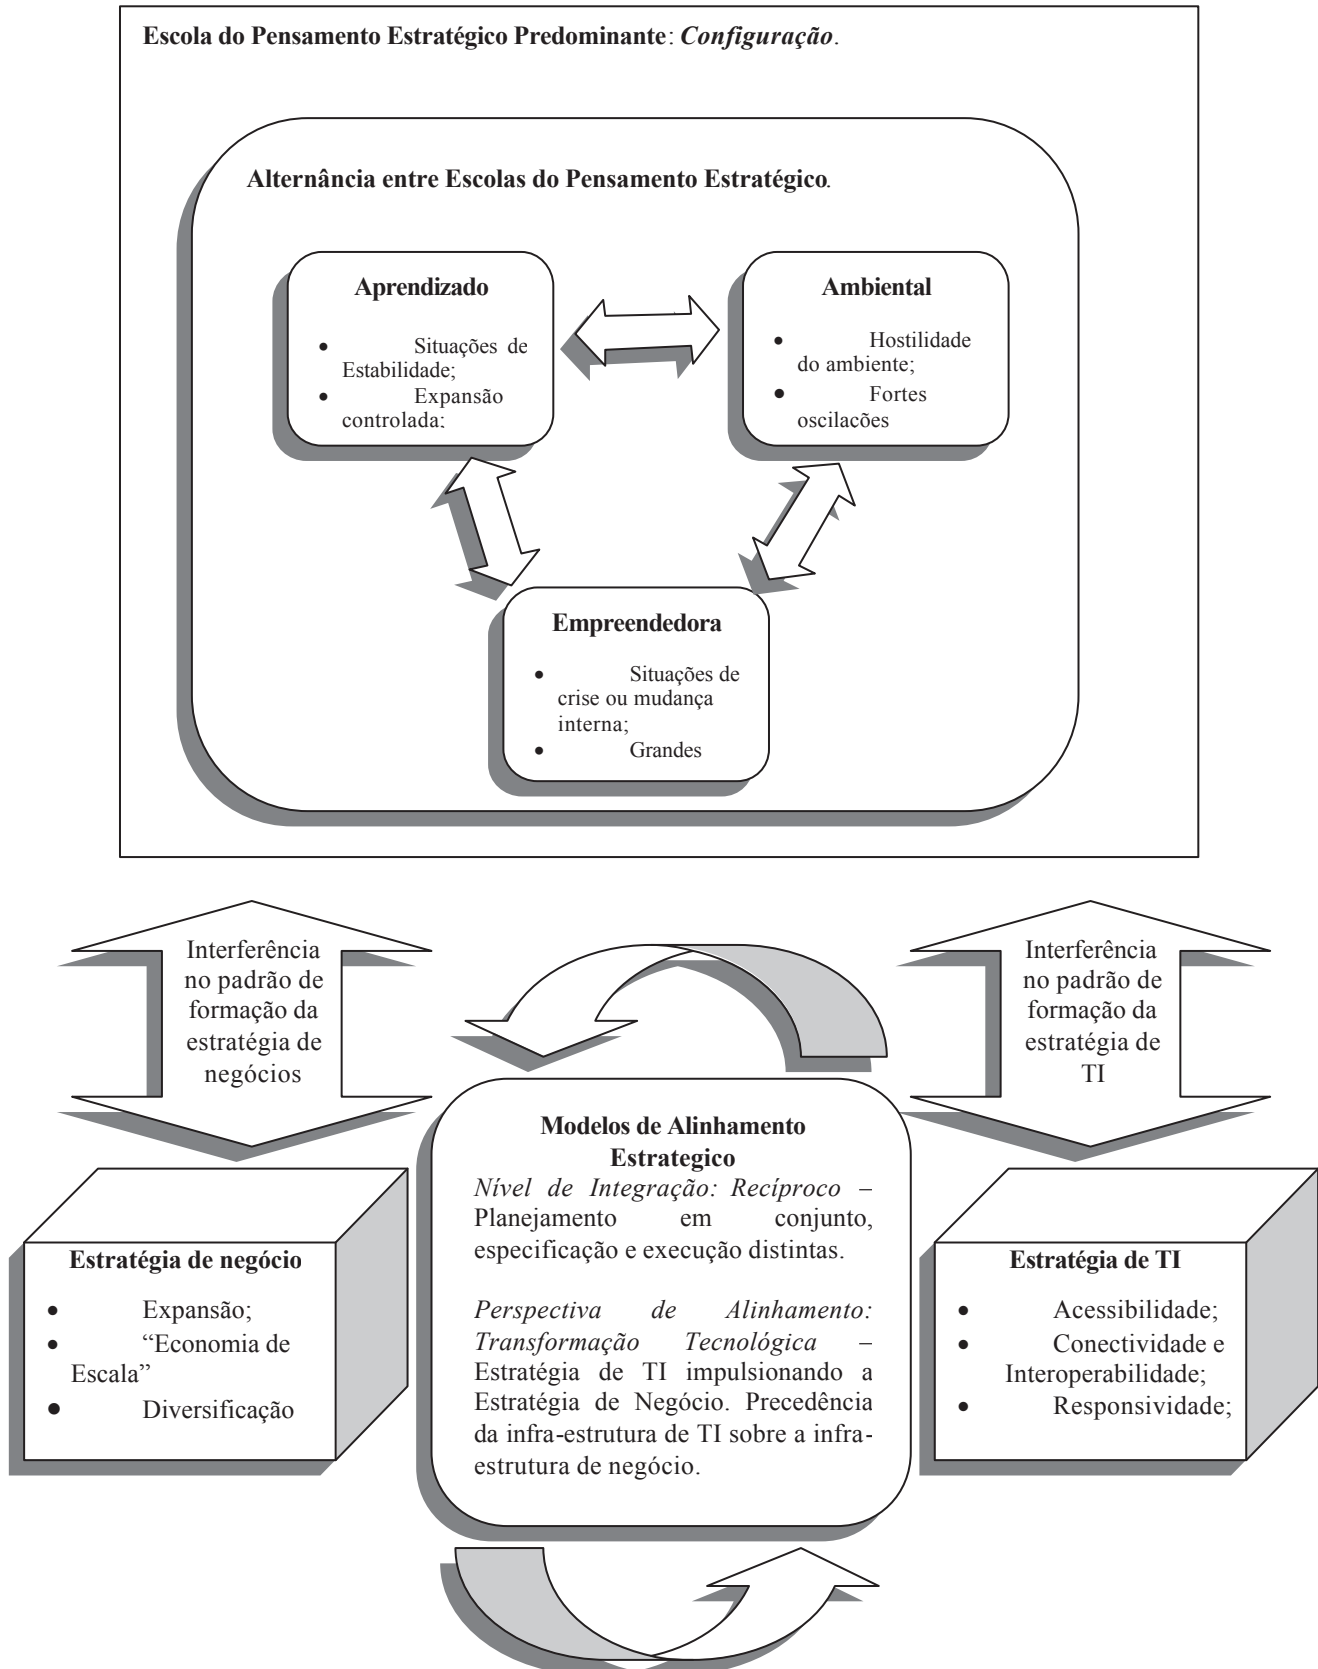 Escola do Pensamento Estratégico Predominante: Configuração.
Alternância entre Escolas do Pensamento Estratégico.
Aprendizado
• Situações de
Estabilidade;
• Expansão
controlada;
Ambiental
• Hostilidade
do ambiente;
• Fortes
oscilacões
Empreendedora
• Situações de
crise ou mudança
interna;
• Grandes
Interferência
no padrão de
formação da
estratégia de
negócios
Interferência
no padrão de
formação da
estratégia de
TI
Estratégia de negócio
• Expansão;
• “Economia de
Escala”
• Diversificação
Modelos de Alinhamento
Estrategico
Nível de Integração: Recíproco –
Planejamento em conjunto,
especificação e execução distintas.
Perspectiva de Alinhamento:
Transformação Tecnológica –
Estratégia de TI impulsionando a
Estratégia de Negócio. Precedência
da infra-estrutura de TI sobre a infra-
estrutura de negócio.
Estratégia de TI
• Acessibilidade;
• Conectividade e
Interoperabilidade;
• Responsividade;